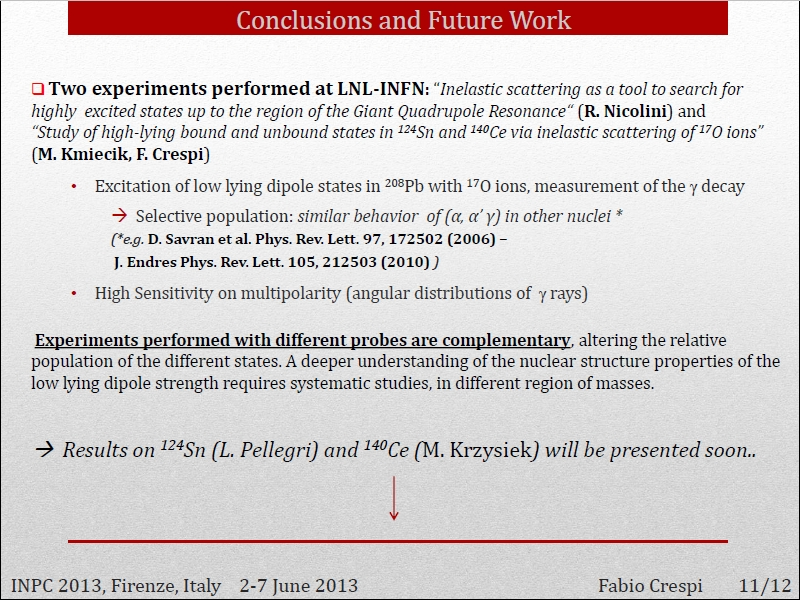 Conclusions and Future Work
❑ Two experiments performed at LNL-INFN: “Inelastic scattering as a tool to search for
highly excited states up to the region of the Giant Quadrupole Resonance“ (R. Nicolini) and
“Study of high-lying bound and unbound states in ¹²⁴Sn and ¹⁴⁰Ce via inelastic scattering of ¹⁷O ions”
(M. Kmiecik, F. Crespi)
• Excitation of low lying dipole states in ²⁰⁸Pb with ¹⁷O ions, measurement of the γ decay
→ Selective population: similar behavior of (α, α’ γ) in other nuclei *
(*e.g. D. Savran et al. Phys. Rev. Lett. 97, 172502 (2006) –
J. Endres Phys. Rev. Lett. 105, 212503 (2010) )
• High Sensitivity on multipolarity (angular distributions of γ rays)
Experiments performed with different probes are complementary, altering the relative
population of the different states. A deeper understanding of the nuclear structure properties of the
low lying dipole strength requires systematic studies, in different region of masses.
→ Results on ¹²⁴Sn (L. Pellegri) and ¹⁴⁰Ce (M. Krzysiek) will be presented soon..
INPC 2013, Firenze, Italy 2-7 June 2013 Fabio Crespi 11/12